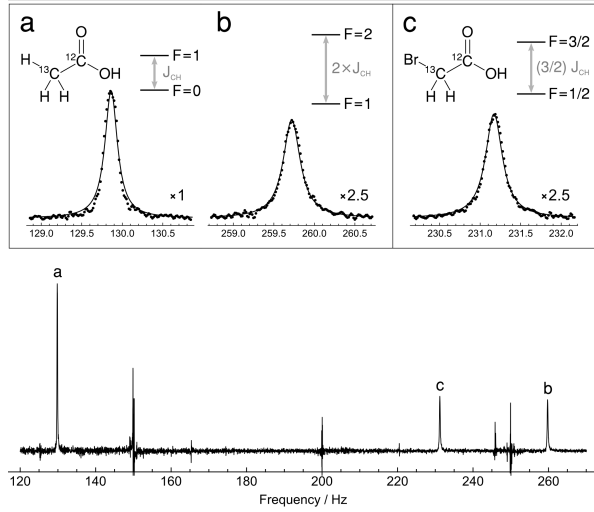 a
H
¹³C
H H
¹²C
O
OH
F=1
J_CH
F=0
×1
129.0 129.5 130.0 130.5
b
F=2
2×J_CH
F=1
×2.5
259.0 259.5 260.0 260.5
c
Br
¹³C
H H
¹²C
O
OH
F=3/2
(3/2) J_CH
F=1/2
×2.5
230.5 231.0 231.5 232.0
a
c
b
120 140 160 180 200 220 240 260
Frequency / Hz